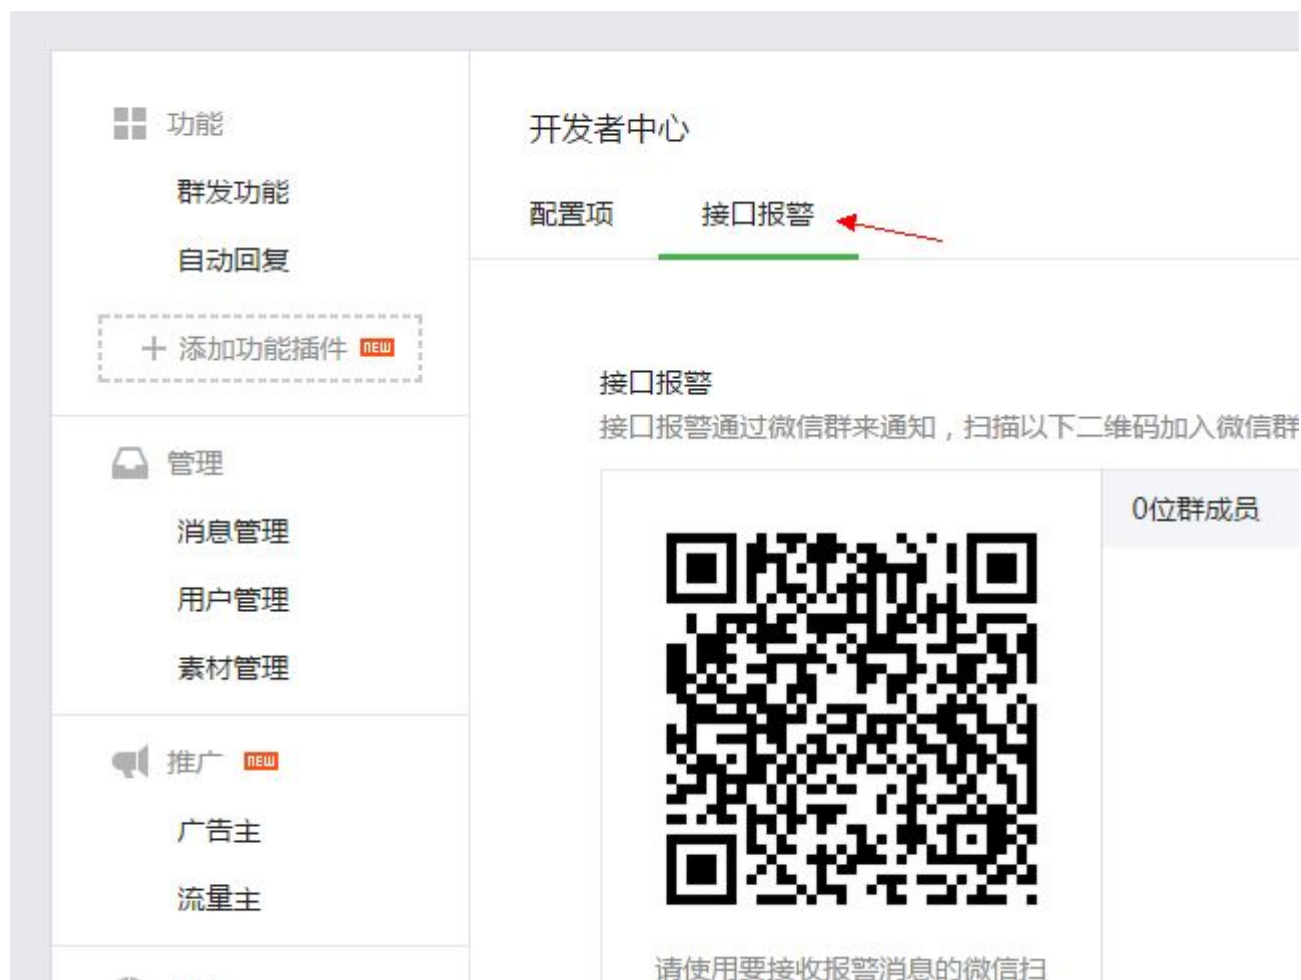 功能
群发功能
自动回复
添加功能插件 NEW
管理
消息管理
用户管理
素材管理
推广 NEW
广告主
流量主
开发者中心
配置项 接口报警
接口报警
接口报警通过微信群来通知，扫描以下二维码加入微信群
0位群成员
请使用要接收报警消息的微信扫